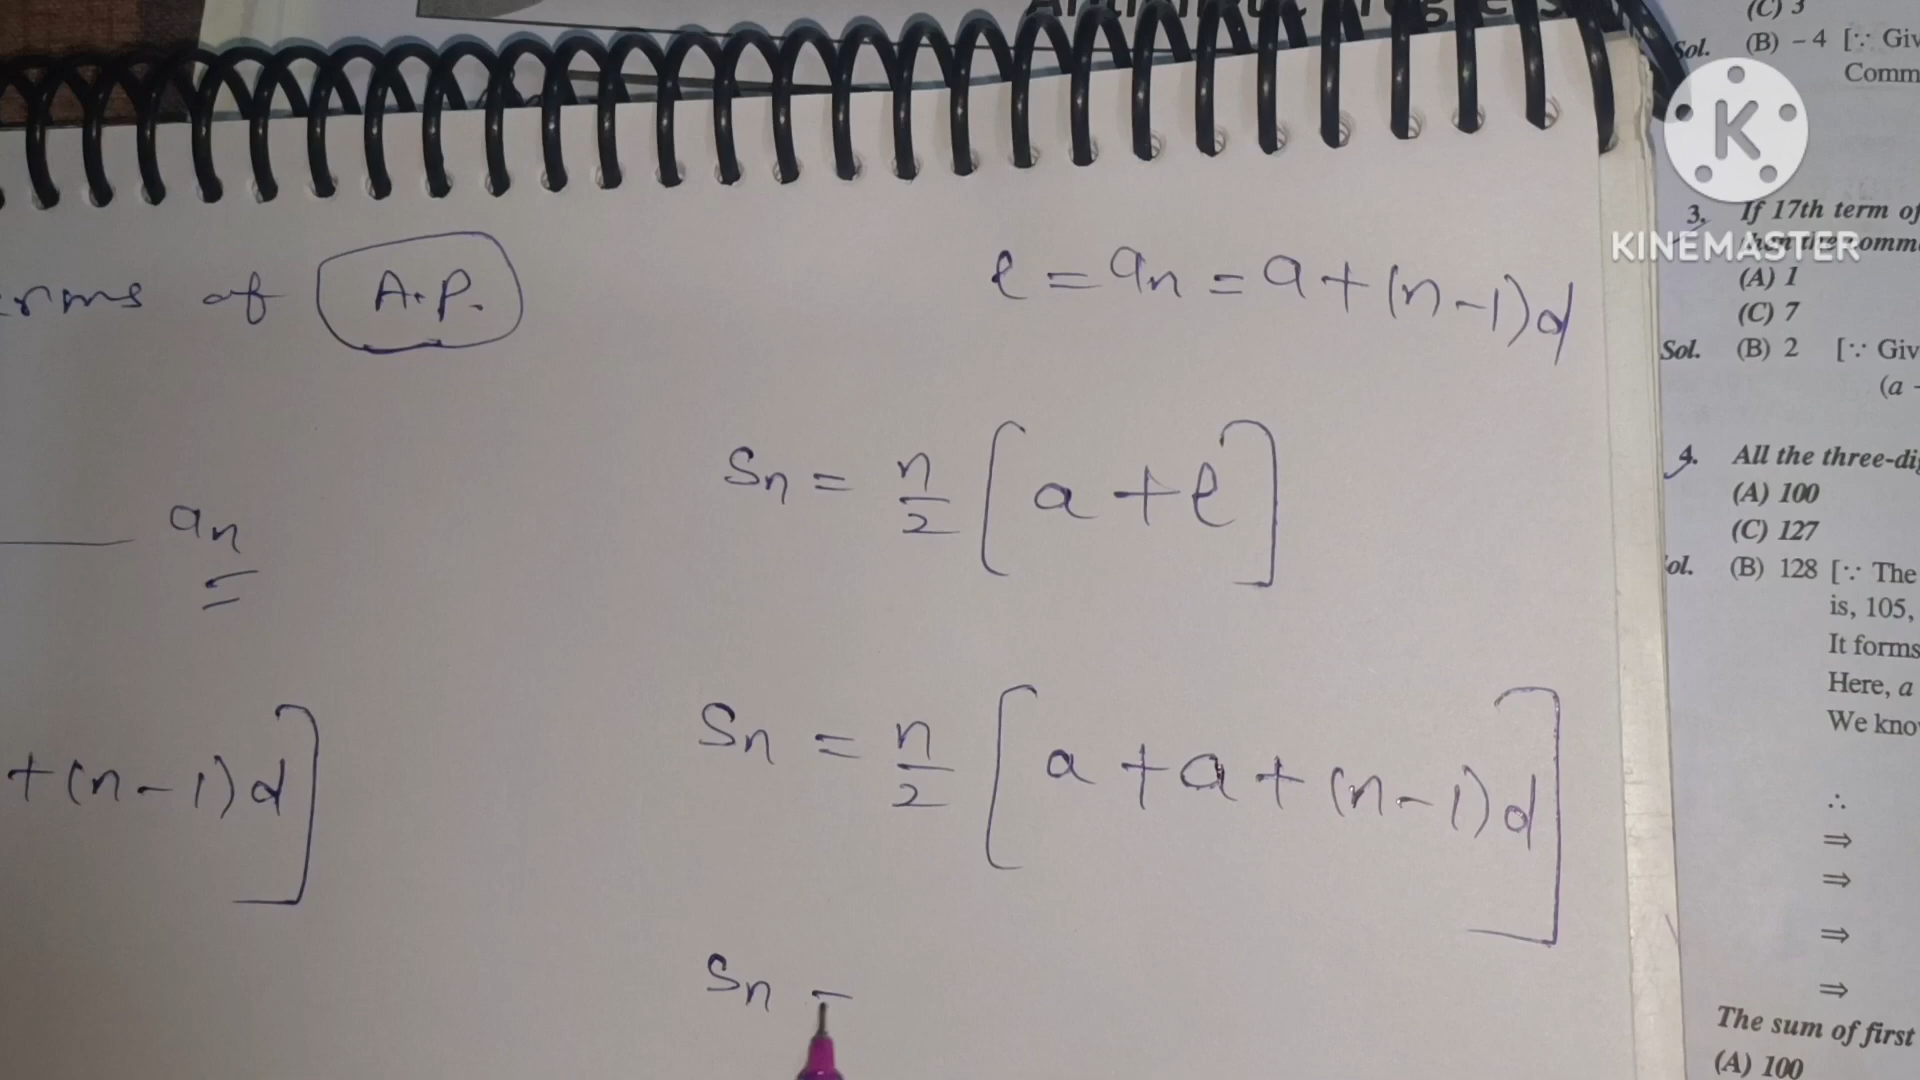 (C) 3
Sol. (B) – 4 [∵ Giv
Comm
K
KINEMASTER
3. If 17th term of
(A) 1
(C) 7
Sol. (B) 2 [∵ Giv
(a -
4. All the three-dig
(A) 100
(C) 127
ol. (B) 128 [∵ The
is, 105,
It forms
Here, a
We kno
∴
⇒
⇒
⇒
⇒
The sum of first
(A) 100
erms of A.P.
an
+(n-1)d]
l = an = a+(n-1)d
Sn = n/2 [a+l]
Sn = n/2 [a+a+(n-1)d]
Sn =